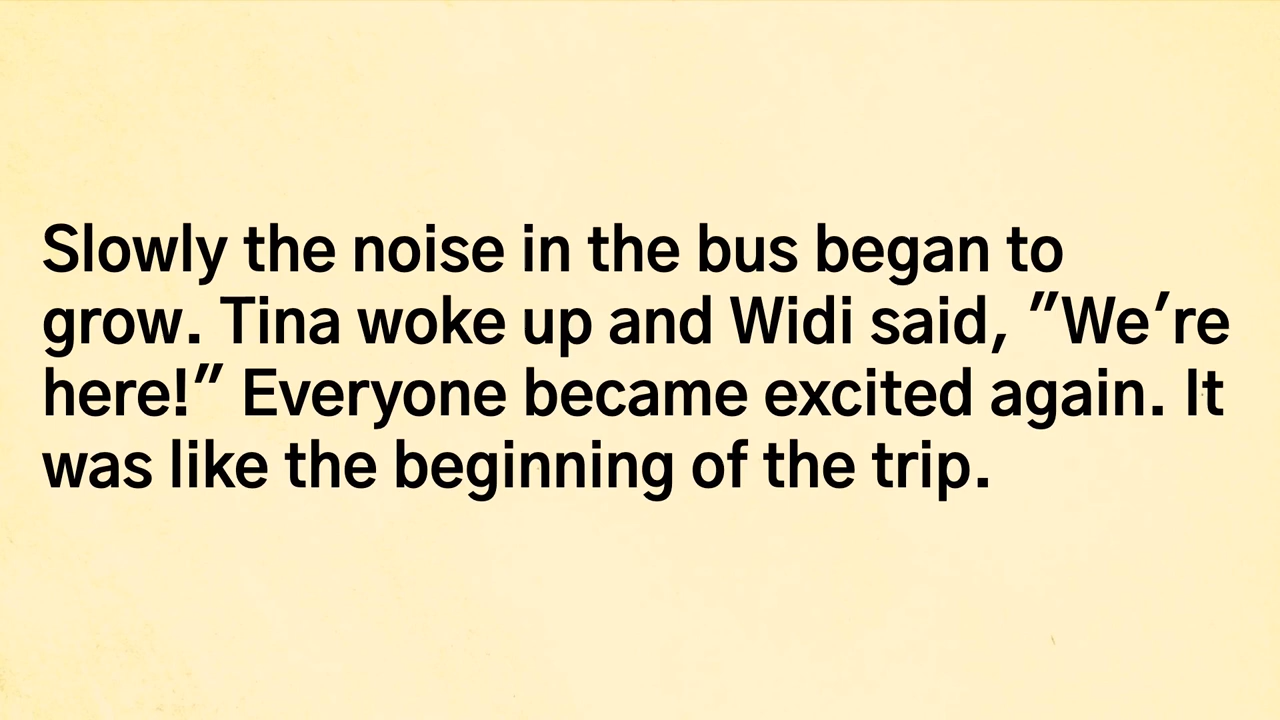 Slowly the noise in the bus began to
grow. Tina woke up and Widi said, "We're
here!" Everyone became excited again. It
was like the beginning of the trip.